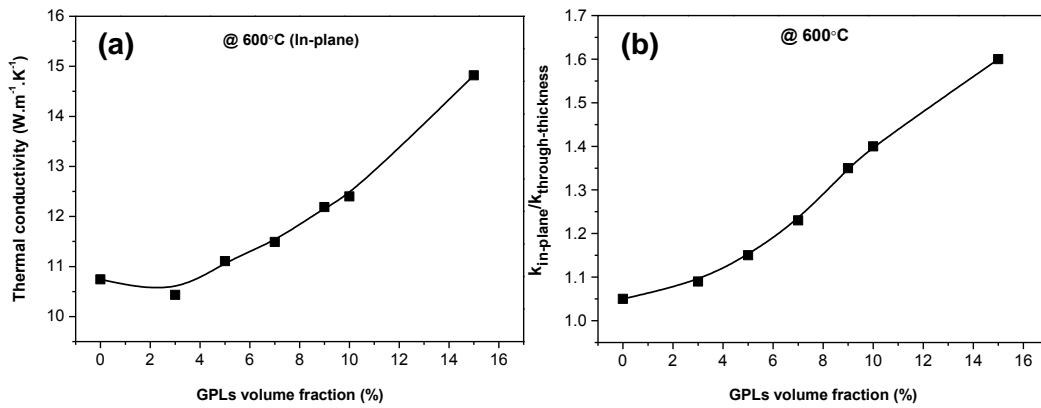 (a)
@ 600°C (In-plane)
Thermal conductivity (W.m⁻¹.K⁻¹)
16
15
14
13
12
11
10
0 2 4 6 8 10 12 14 16
GPLs volume fraction (%)
(b)
@ 600°C
k_in-plane/k_through-thickness
1.7
1.6
1.5
1.4
1.3
1.2
1.1
1.0
0 2 4 6 8 10 12 14 16
GPLs volume fraction (%)